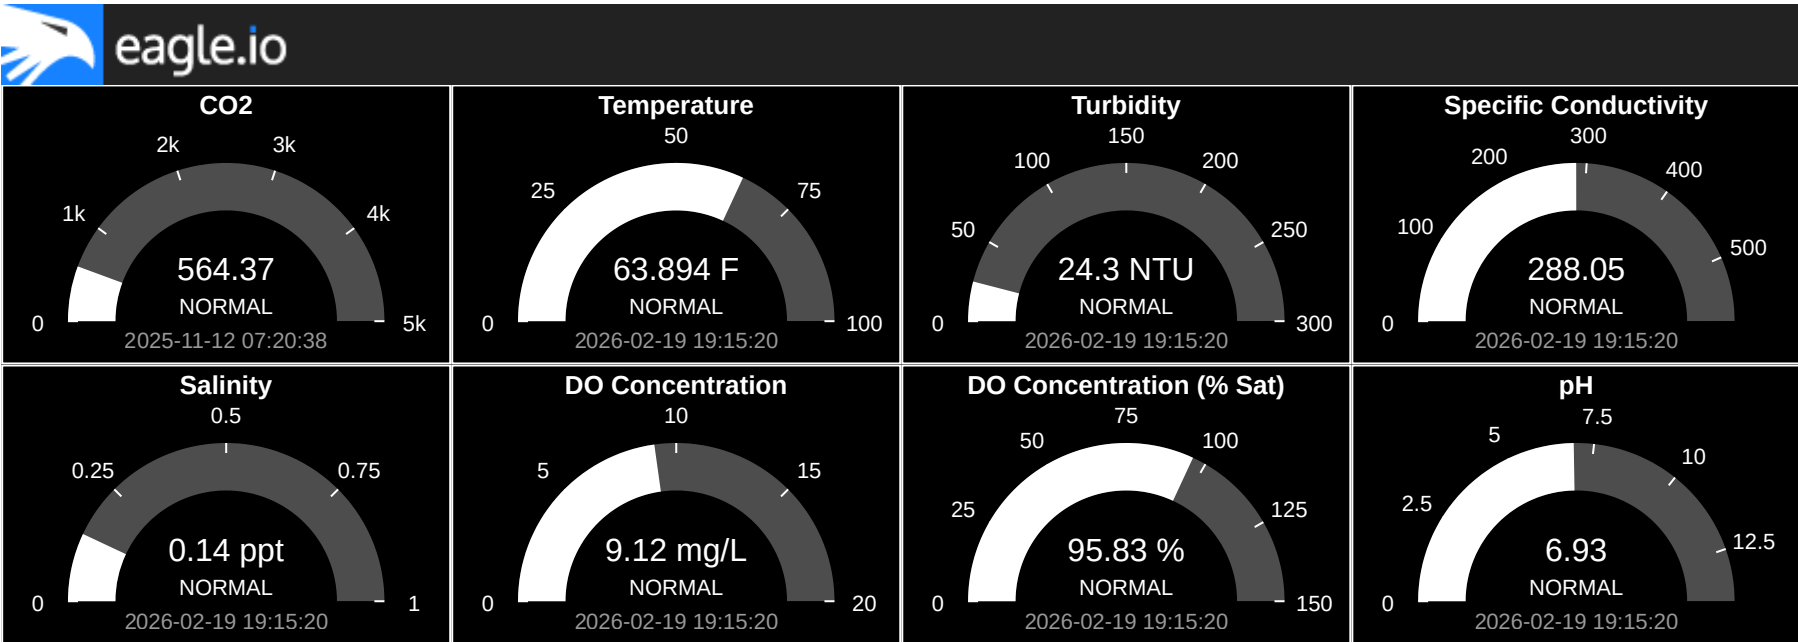 eagle.io
CO2
2k
3k
1k
4k
564.37
NORMAL
0
5k
2025-11-12 07:20:38
Temperature
50
25
75
63.894 F
NORMAL
0
100
2026-02-19 19:15:20
Turbidity
150
100
200
50
250
24.3 NTU
NORMAL
0
300
2026-02-19 19:15:20
Specific Conductivity
300
200
400
100
500
288.05
NORMAL
0
2026-02-19 19:15:20
Salinity
0.5
0.25
0.75
0.14 ppt
NORMAL
0
1
2026-02-19 19:15:20
DO Concentration
10
5
15
9.12 mg/L
NORMAL
0
20
2026-02-19 19:15:20
DO Concentration (% Sat)
75
50
100
25
125
95.83 %
NORMAL
0
150
2026-02-19 19:15:20
pH
7.5
5
10
2.5
12.5
6.93
NORMAL
0
2026-02-19 19:15:20